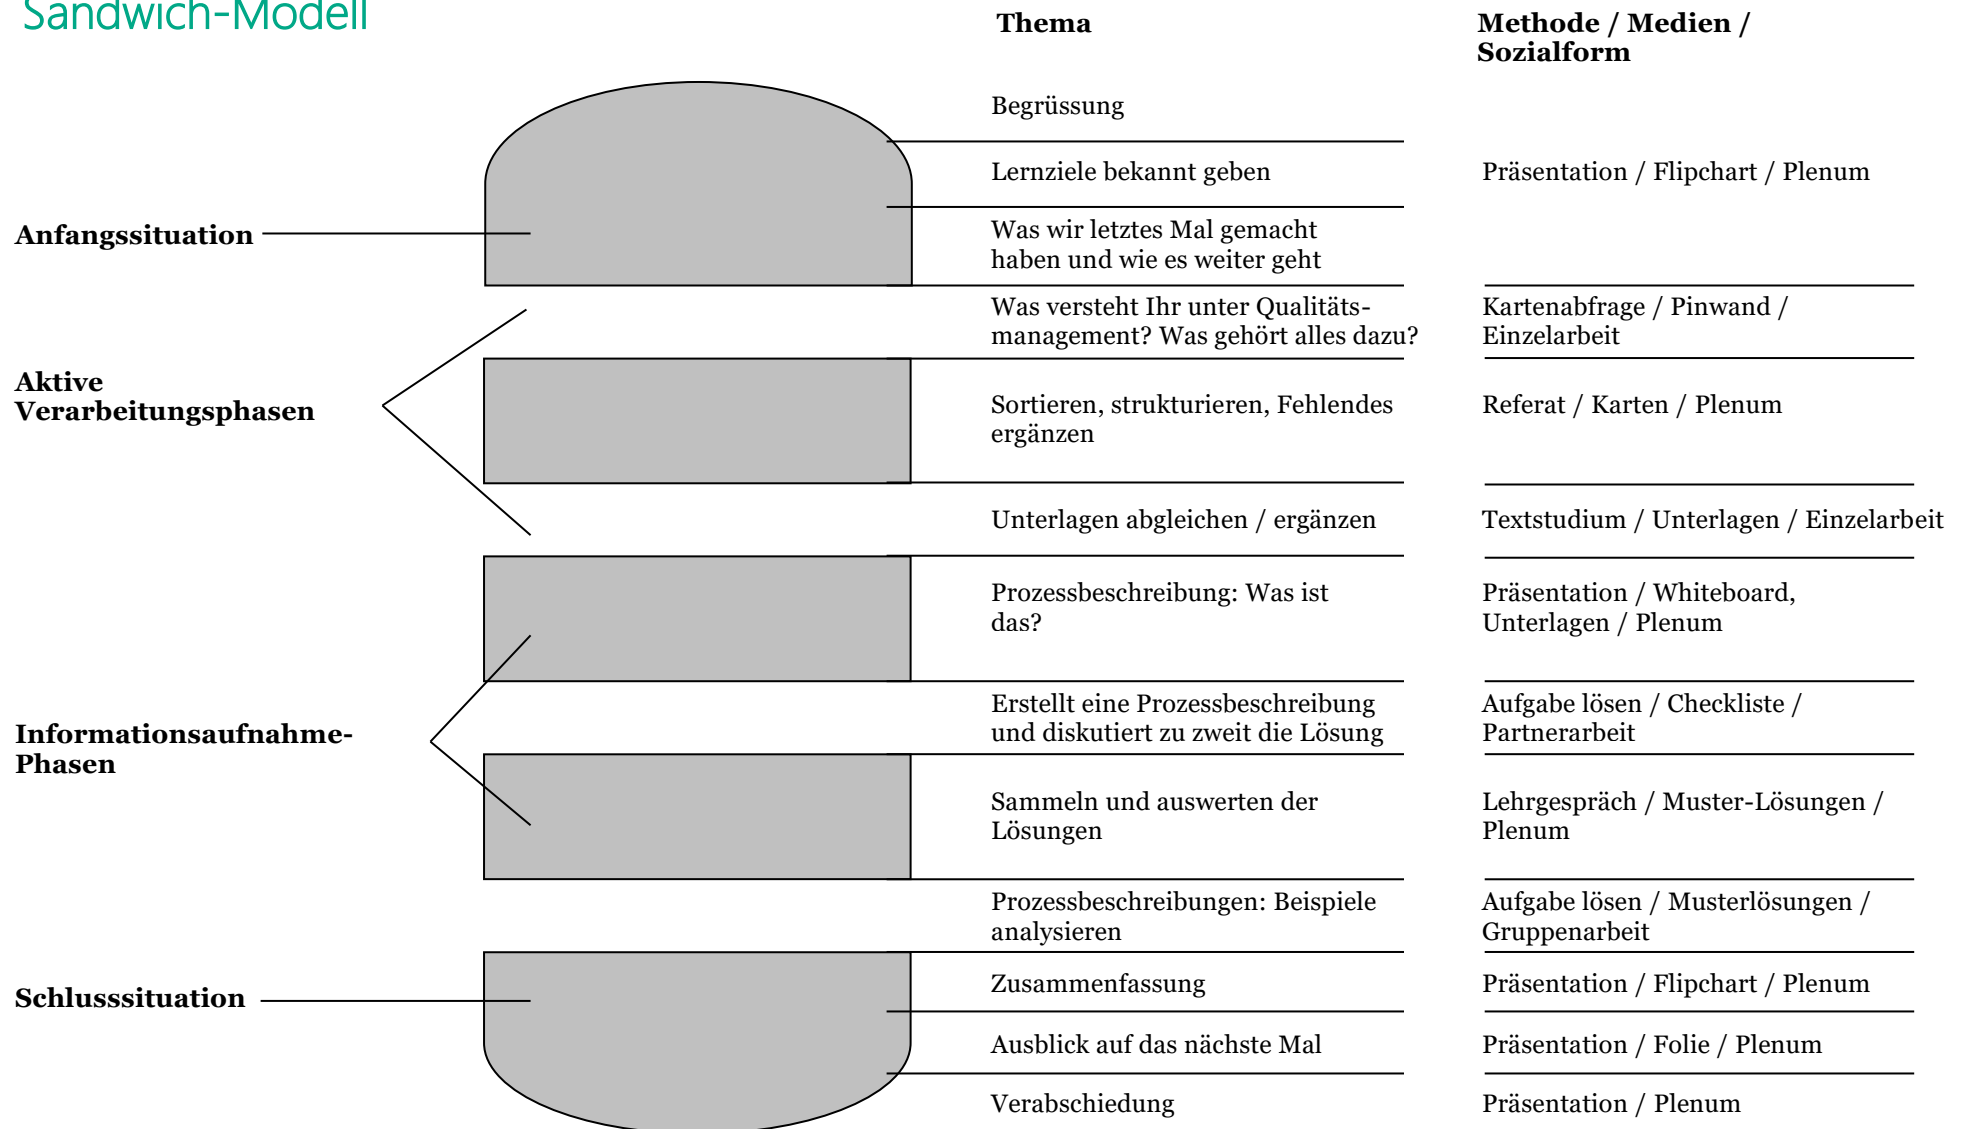 Sandwich-Modell
Thema
Methode / Medien /
Sozialform
Begrüssung
Lernziele bekannt geben
Präsentation / Flipchart / Plenum
Anfangssituation
Was wir letztes Mal gemacht
haben und wie es weiter geht
Was versteht Ihr unter Qualitäts-
management? Was gehört alles dazu?
Kartenabfrage / Pinwand /
Einzelarbeit
Aktive
Verarbeitungsphasen
Sortieren, strukturieren, Fehlendes
ergänzen
Referat / Karten / Plenum
Unterlagen abgleichen / ergänzen
Textstudium / Unterlagen / Einzelarbeit
Prozessbeschreibung: Was ist
das?
Präsentation / Whiteboard,
Unterlagen / Plenum
Informationsaufnahme-
Phasen
Erstellt eine Prozessbeschreibung
und diskutiert zu zweit die Lösung
Aufgabe lösen / Checkliste /
Partnerarbeit
Sammeln und auswerten der
Lösungen
Lehrgespräch / Muster-Lösungen /
Plenum
Prozessbeschreibungen: Beispiele
analysieren
Aufgabe lösen / Musterlösungen /
Gruppenarbeit
Schlusssituation
Zusammenfassung
Präsentation / Flipchart / Plenum
Ausblick auf das nächste Mal
Präsentation / Folie / Plenum
Verabschiedung
Präsentation / Plenum